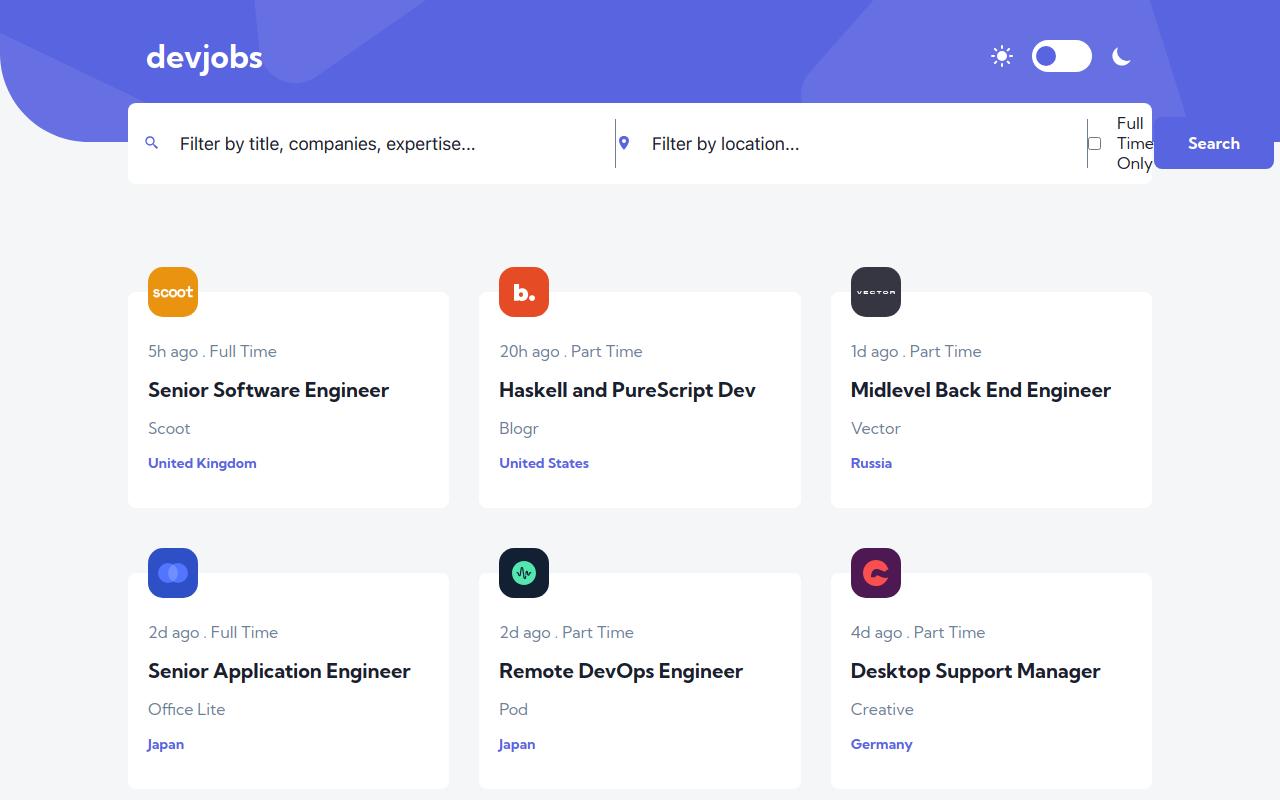 devjobs
Filter by title, companies, expertise...
Filter by location...
Full
Time
Only
Search
scoot
b.
VECTOR
5h ago . Full Time
20h ago . Part Time
1d ago . Part Time
Senior Software Engineer
Haskell and PureScript Dev
Midlevel Back End Engineer
Scoot
Blogr
Vector
United Kingdom
United States
Russia
2d ago . Full Time
2d ago . Part Time
4d ago . Part Time
Senior Application Engineer
Remote DevOps Engineer
Desktop Support Manager
Office Lite
Pod
Creative
Japan
Japan
Germany